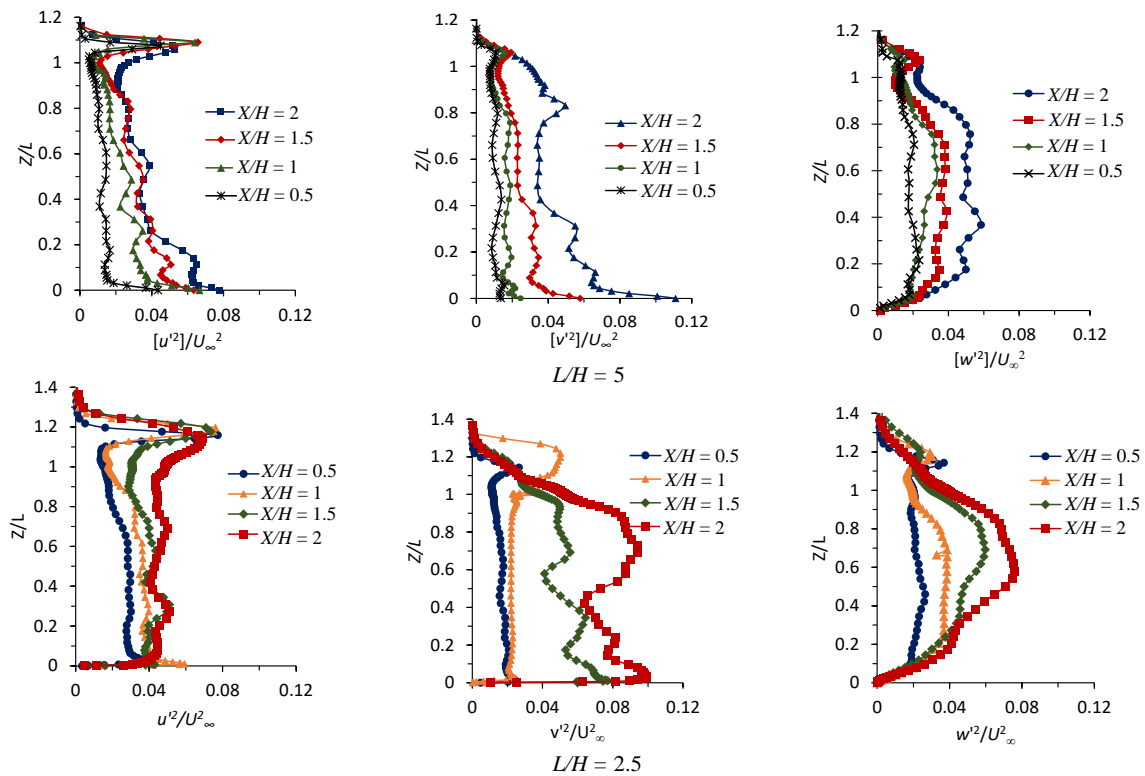 1.2
1
0.8
0.6
0.4
0.2
0
Z/L
X/H = 2
X/H = 1.5
X/H = 1
X/H = 0.5
0 0.04 0.08 0.12
[u'²]/U∞²
1.2
1
0.8
0.6
0.4
0.2
0
Z/L
X/H = 2
X/H = 1.5
X/H = 1
X/H = 0.5
0 0.04 0.08 0.12
[v'²]/U∞²
1.2
1
0.8
0.6
0.4
0.2
0
Z/L
X/H = 2
X/H = 1.5
X/H = 1
X/H = 0.5
0 0.04 0.08 0.12
[w'²]/U∞²
L/H = 5
1.4
1.2
1
0.8
0.6
0.4
0.2
0
Z/L
X/H = 0.5
X/H = 1
X/H = 1.5
X/H = 2
0 0.04 0.08 0.12
u'²/U²∞
1.4
1.2
1
0.8
0.6
0.4
0.2
0
Z/L
X/H = 0.5
X/H = 1
X/H = 1.5
X/H = 2
0 0.04 0.08 0.12
v'²/U²∞
1.4
1.2
1
0.8
0.6
0.4
0.2
0
Z/L
X/H = 0.5
X/H = 1
X/H = 1.5
X/H = 2
0 0.04 0.08 0.12
w'²/U²∞
L/H = 2.5